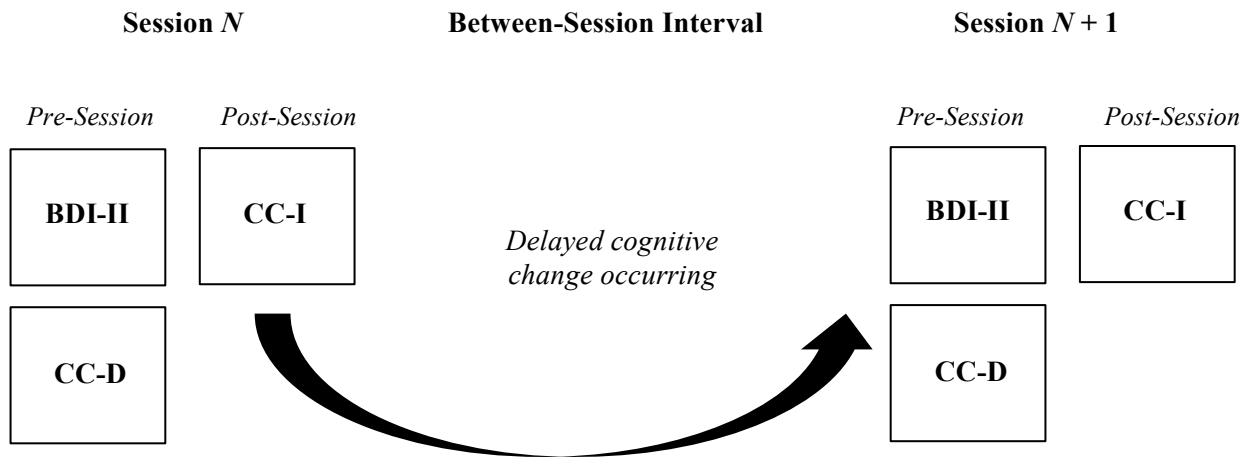 Session N
Between-Session Interval
Session N + 1
Pre-Session
Post-Session
Pre-Session
Post-Session
BDI-II
CC-I
Delayed cognitive
change occurring
BDI-II
CC-I
CC-D
CC-D